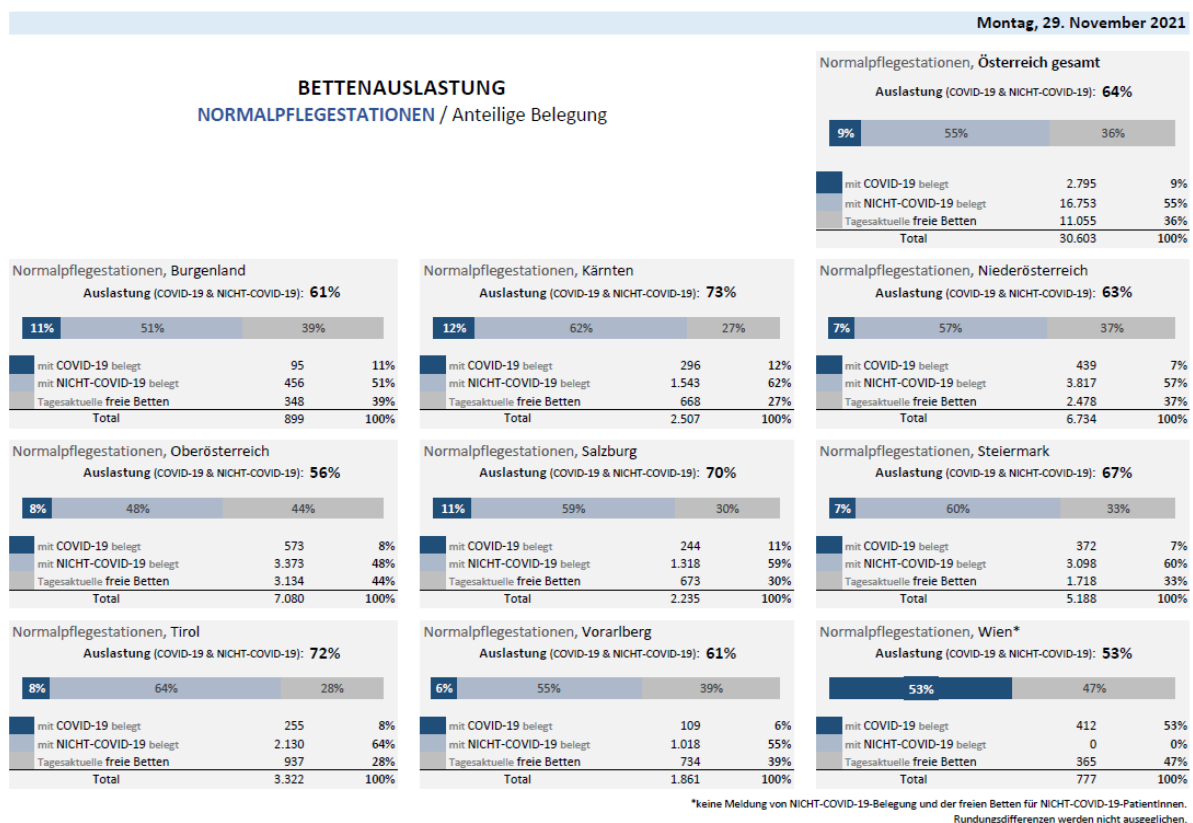 Montag, 29. November 2021
BETTENAUSLASTUNG
NORMALPFLEGESTATIONEN / Anteilige Belegung
Normalpflegestationen, Österreich gesamt
Auslastung (COVID-19 & NICHT-COVID-19): 64%
9% 55% 36%
mit COVID-19 belegt 2.795 9%
mit NICHT-COVID-19 belegt 16.753 55%
Tagesaktuelle freie Betten 11.055 36%
Total 30.603 100%
Normalpflegestationen, Burgenland
Auslastung (COVID-19 & NICHT-COVID-19): 61%
11% 51% 39%
mit COVID-19 belegt 95 11%
mit NICHT-COVID-19 belegt 456 51%
Tagesaktuelle freie Betten 348 39%
Total 899 100%
Normalpflegestationen, Kärnten
Auslastung (COVID-19 & NICHT-COVID-19): 73%
12% 62% 27%
mit COVID-19 belegt 296 12%
mit NICHT-COVID-19 belegt 1.543 62%
Tagesaktuelle freie Betten 668 27%
Total 2.507 100%
Normalpflegestationen, Niederösterreich
Auslastung (COVID-19 & NICHT-COVID-19): 63%
7% 57% 37%
mit COVID-19 belegt 439 7%
mit NICHT-COVID-19 belegt 3.817 57%
Tagesaktuelle freie Betten 2.478 37%
Total 6.734 100%
Normalpflegestationen, Oberösterreich
Auslastung (COVID-19 & NICHT-COVID-19): 56%
8% 48% 44%
mit COVID-19 belegt 573 8%
mit NICHT-COVID-19 belegt 3.373 48%
Tagesaktuelle freie Betten 3.134 44%
Total 7.080 100%
Normalpflegestationen, Salzburg
Auslastung (COVID-19 & NICHT-COVID-19): 70%
11% 59% 30%
mit COVID-19 belegt 244 11%
mit NICHT-COVID-19 belegt 1.318 59%
Tagesaktuelle freie Betten 673 30%
Total 2.235 100%
Normalpflegestationen, Steiermark
Auslastung (COVID-19 & NICHT-COVID-19): 67%
7% 60% 33%
mit COVID-19 belegt 372 7%
mit NICHT-COVID-19 belegt 3.098 60%
Tagesaktuelle freie Betten 1.718 33%
Total 5.188 100%
Normalpflegestationen, Tirol
Auslastung (COVID-19 & NICHT-COVID-19): 72%
8% 64% 28%
mit COVID-19 belegt 255 8%
mit NICHT-COVID-19 belegt 2.130 64%
Tagesaktuelle freie Betten 937 28%
Total 3.322 100%
Normalpflegestationen, Vorarlberg
Auslastung (COVID-19 & NICHT-COVID-19): 61%
6% 55% 39%
mit COVID-19 belegt 109 6%
mit NICHT-COVID-19 belegt 1.018 55%
Tagesaktuelle freie Betten 734 39%
Total 1.861 100%
Normalpflegestationen, Wien*
Auslastung (COVID-19 & NICHT-COVID-19): 53%
53% 47%
mit COVID-19 belegt 412 53%
mit NICHT-COVID-19 belegt 0 0%
Tagesaktuelle freie Betten 365 47%
Total 777 100%
*keine Meldung von NICHT-COVID-19-Belegung und der freien Betten für NICHT-COVID-19-PatientInnen.
Rundungsdifferenzen werden nicht ausgeglichen.